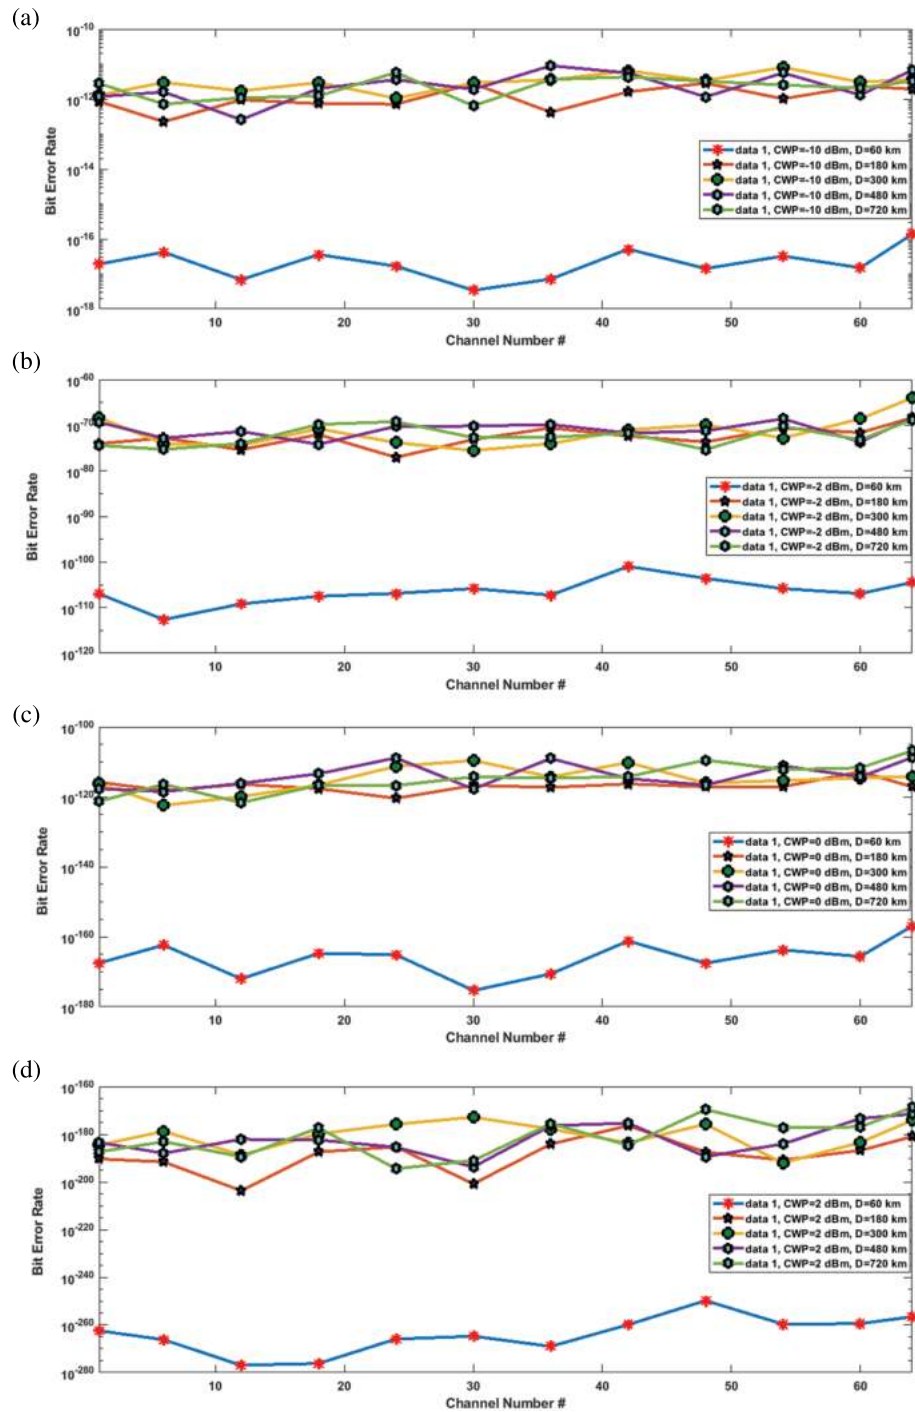 (a)
10^-10
10^-12
10^-14
10^-16
10^-18
Bit Error Rate
data 1, CWP=-10 dBm, D=60 km
data 1, CWP=-10 dBm, D=180 km
data 1, CWP=-10 dBm, D=300 km
data 1, CWP=-10 dBm, D=480 km
data 1, CWP=-10 dBm, D=720 km
10 20 30 40 50 60
Channel Number #
(b)
10^-60
10^-70
10^-80
10^-90
10^-100
10^-110
10^-120
Bit Error Rate
data 1, CWP=-2 dBm, D=60 km
data 1, CWP=-2 dBm, D=180 km
data 1, CWP=-2 dBm, D=300 km
data 1, CWP=-2 dBm, D=480 km
data 1, CWP=-2 dBm, D=720 km
10 20 30 40 50 60
Channel Number #
(c)
10^-100
10^-120
10^-140
10^-160
10^-180
Bit Error Rate
data 1, CWP=0 dBm, D=60 km
data 1, CWP=0 dBm, D=180 km
data 1, CWP=0 dBm, D=300 km
data 1, CWP=0 dBm, D=480 km
data 1, CWP=0 dBm, D=720 km
10 20 30 40 50 60
Channel Number #
(d)
10^-160
10^-180
10^-200
10^-220
10^-240
10^-260
10^-280
Bit Error Rate
data 1, CWP=2 dBm, D=60 km
data 1, CWP=2 dBm, D=180 km
data 1, CWP=2 dBm, D=300 km
data 1, CWP=2 dBm, D=480 km
data 1, CWP=2 dBm, D=720 km
10 20 30 40 50 60
Channel Number #